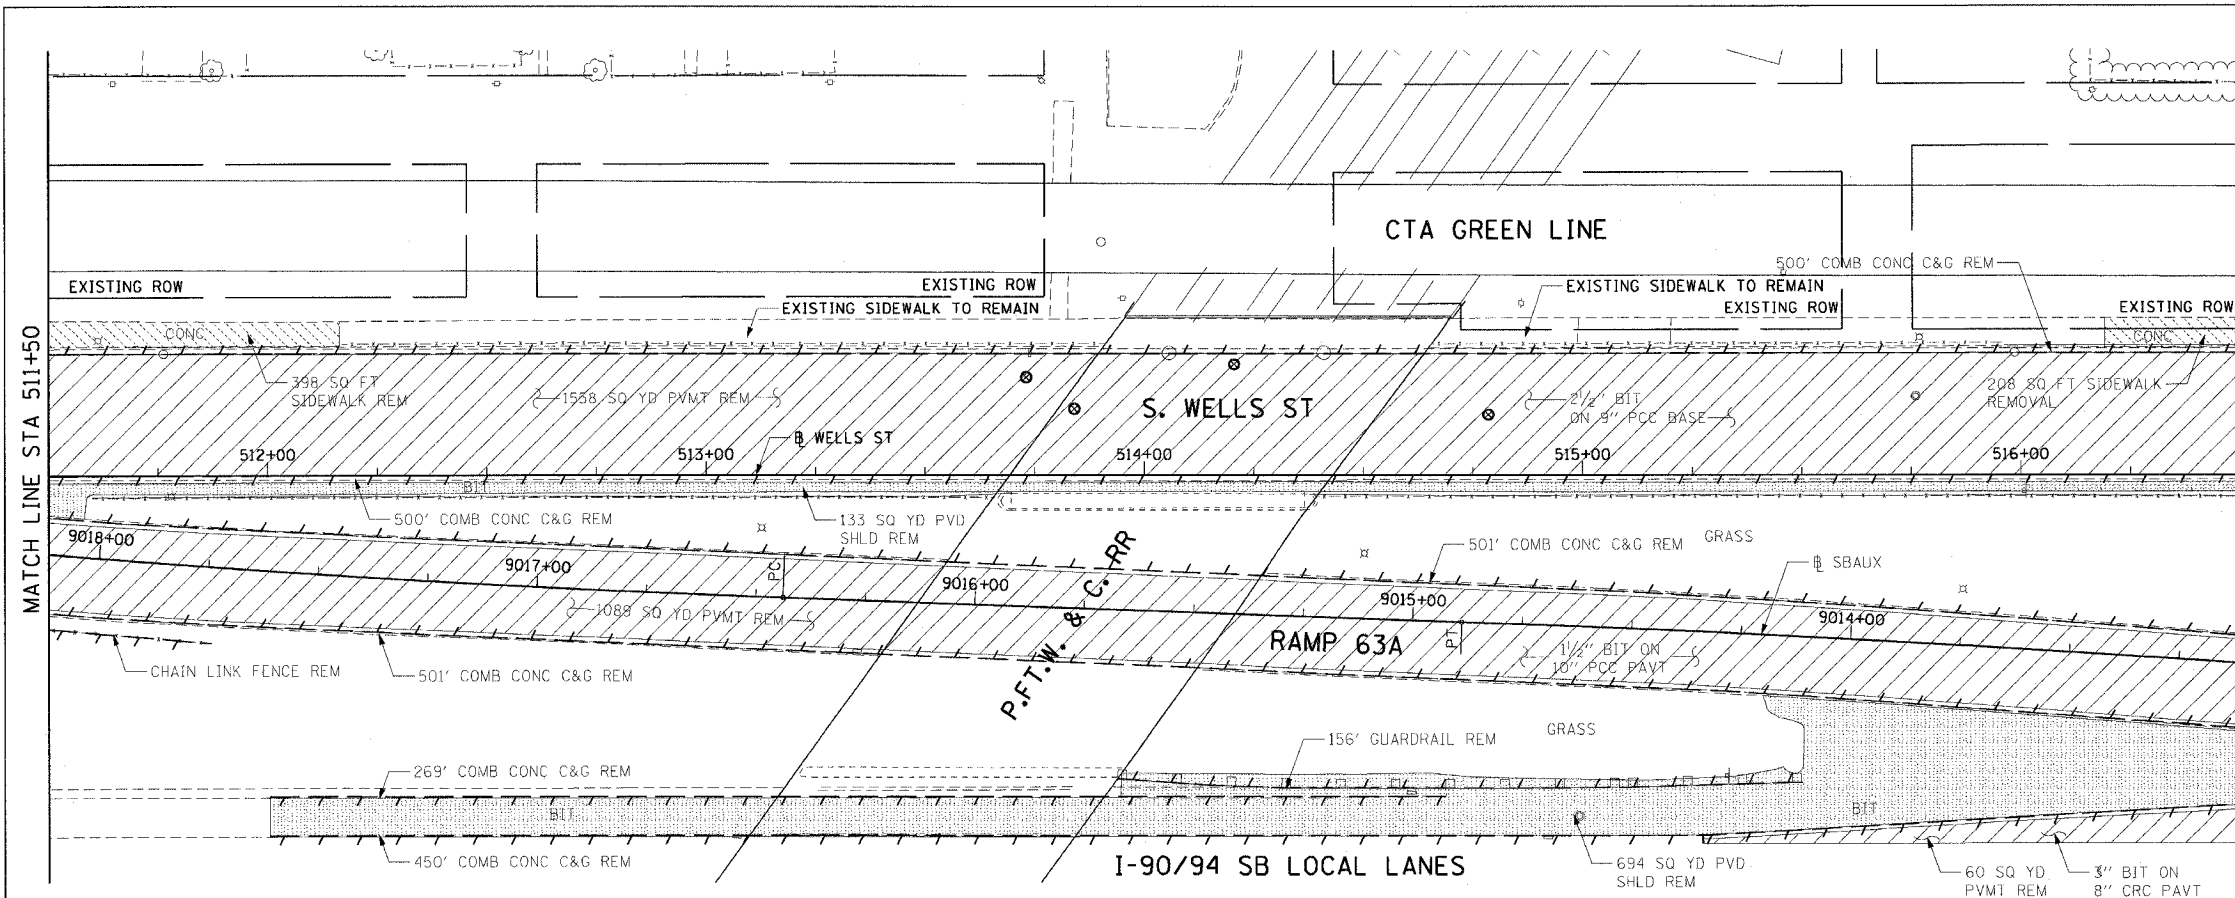 CTA GREEN LINE
500' COMB CONC C&G REM
EXISTING ROW
EXISTING ROW
EXISTING SIDEWALK TO REMAIN
EXISTING SIDEWALK TO REMAIN
EXISTING ROW
EXISTING ROW
MATCH LINE STA 511+50
CONC
CONC
398 SQ FT
SIDEWALK REM
1558 SQ YD PVMT REM
S. WELLS ST
2 1/2" BIT
ON 9" PCC BASE
208 SQ FT SIDEWALK
REMOVAL
℄ WELLS ST
512+00
513+00
514+00
515+00
516+00
BIT
500' COMB CONC C&G REM
133 SQ YD PVD
SHLD REM
501' COMB CONC C&G REM
GRASS
9018+00
9017+00
PC
9016+00
9015+00
9014+00
℄ SBAUX
P.FT.W. & C. RR
1089 SQ YD PVMT REM
RAMP 63A
PT
1 1/2" BIT ON
10" PCC PAVT
CHAIN LINK FENCE REM
501' COMB CONC C&G REM
GRASS
156' GUARDRAIL REM
269' COMB CONC C&G REM
BIT
BIT
450' COMB CONC C&G REM
I-90/94 SB LOCAL LANES
694 SQ YD PVD
SHLD REM
60 SQ YD
PVMT REM
3" BIT ON
8" CRC PAVT